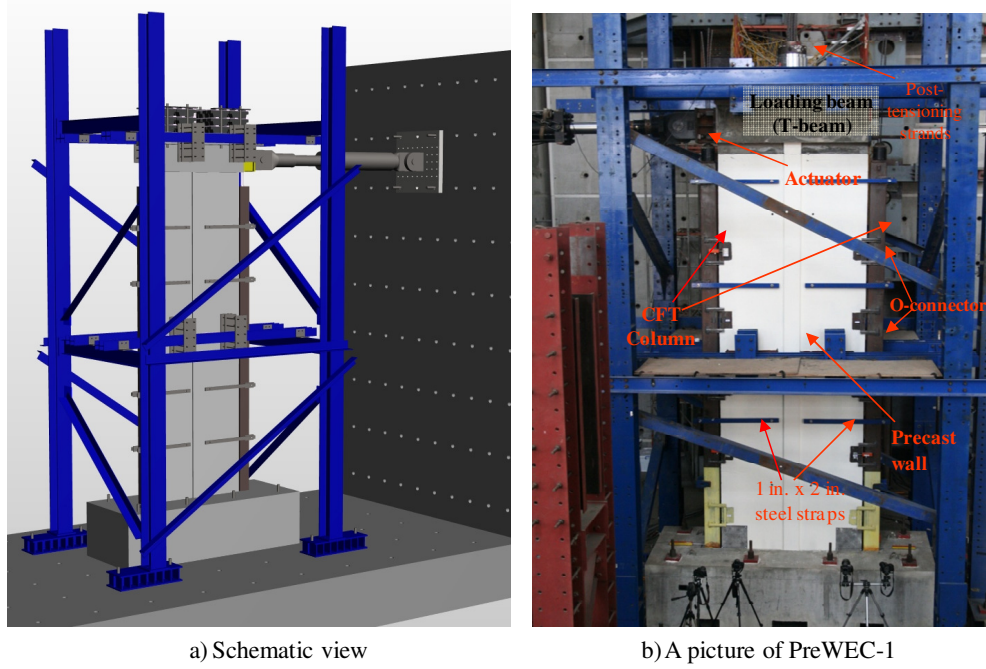 Loading beam
(T-beam)
Post-
tensioning
strands
Actuator
CFT
Column
O-connector
Precast
wall
1 in. x 2 in.
steel straps
a) Schematic view
b) A picture of PreWEC-1